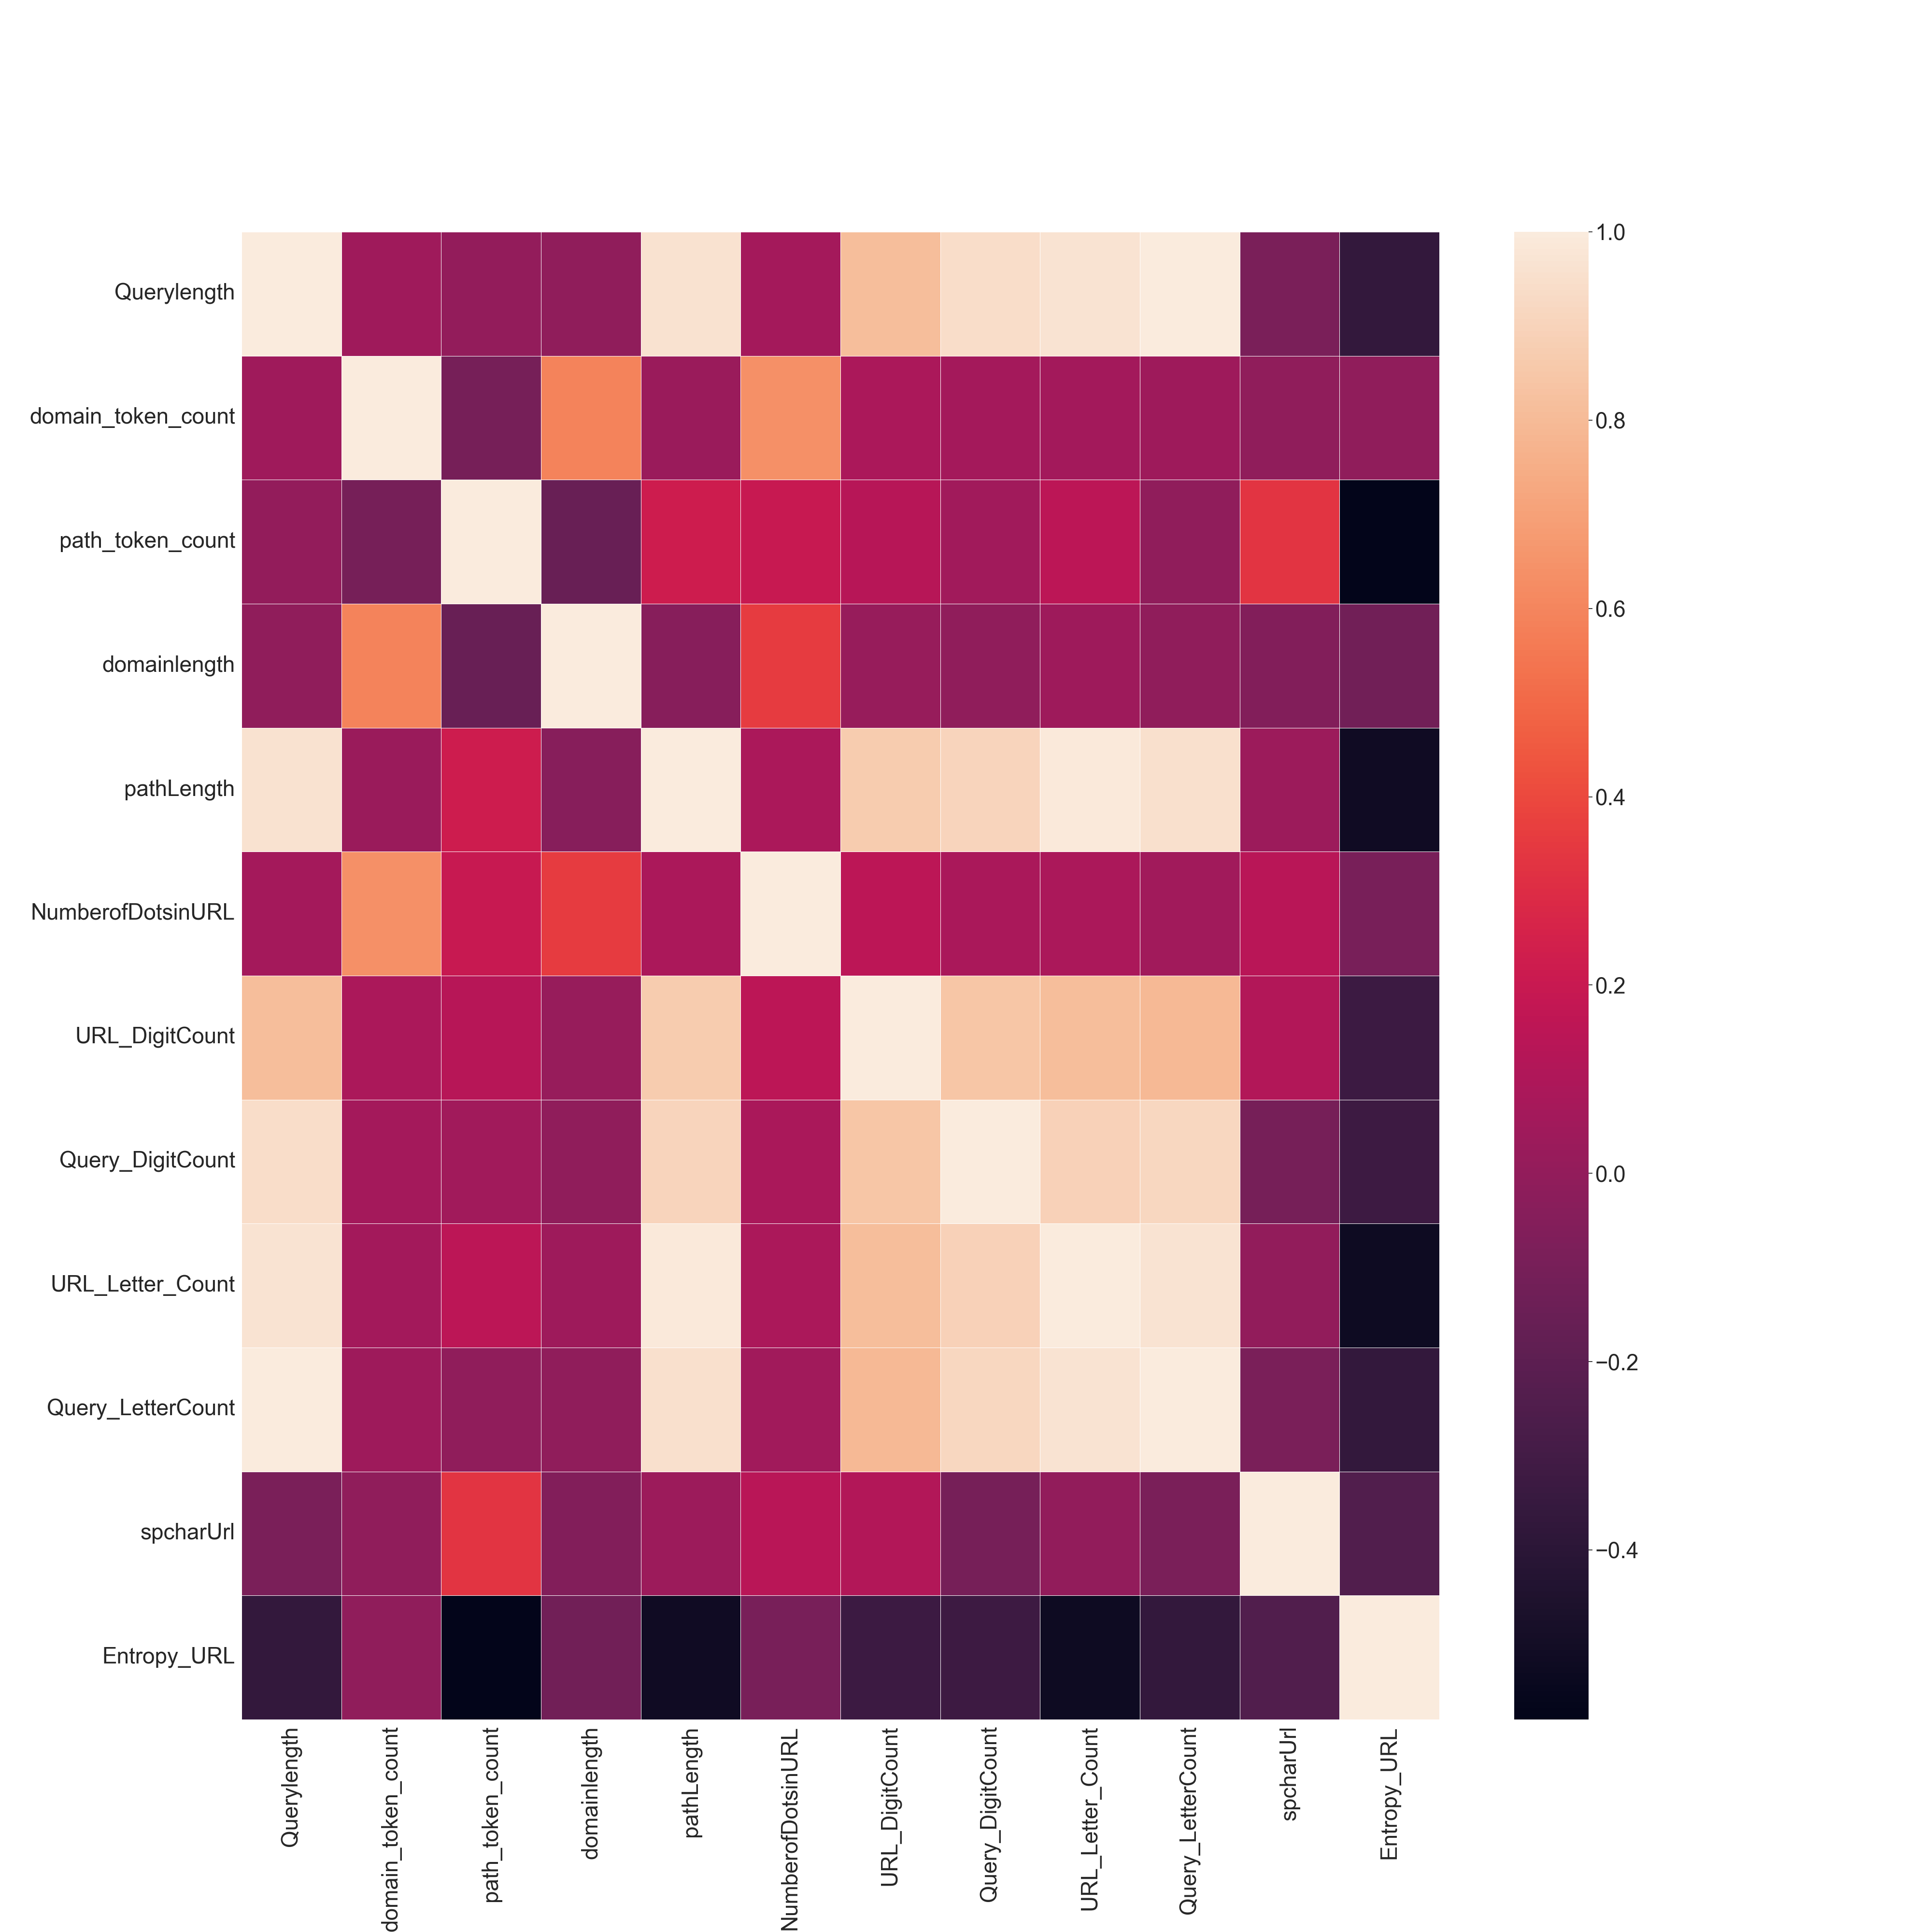 Querylength
domain_token_count
path_token_count
domainlength
pathLength
NumberofDotsinURL
URL_DigitCount
Query_DigitCount
URL_Letter_Count
Query_LetterCount
spcharUrl
Entropy_URL
Querylength
domain_token_count
path_token_count
domainlength
pathLength
NumberofDotsinURL
URL_DigitCount
Query_DigitCount
URL_Letter_Count
Query_LetterCount
spcharUrl
Entropy_URL
1.0
0.8
0.6
0.4
0.2
0.0
−0.2
−0.4